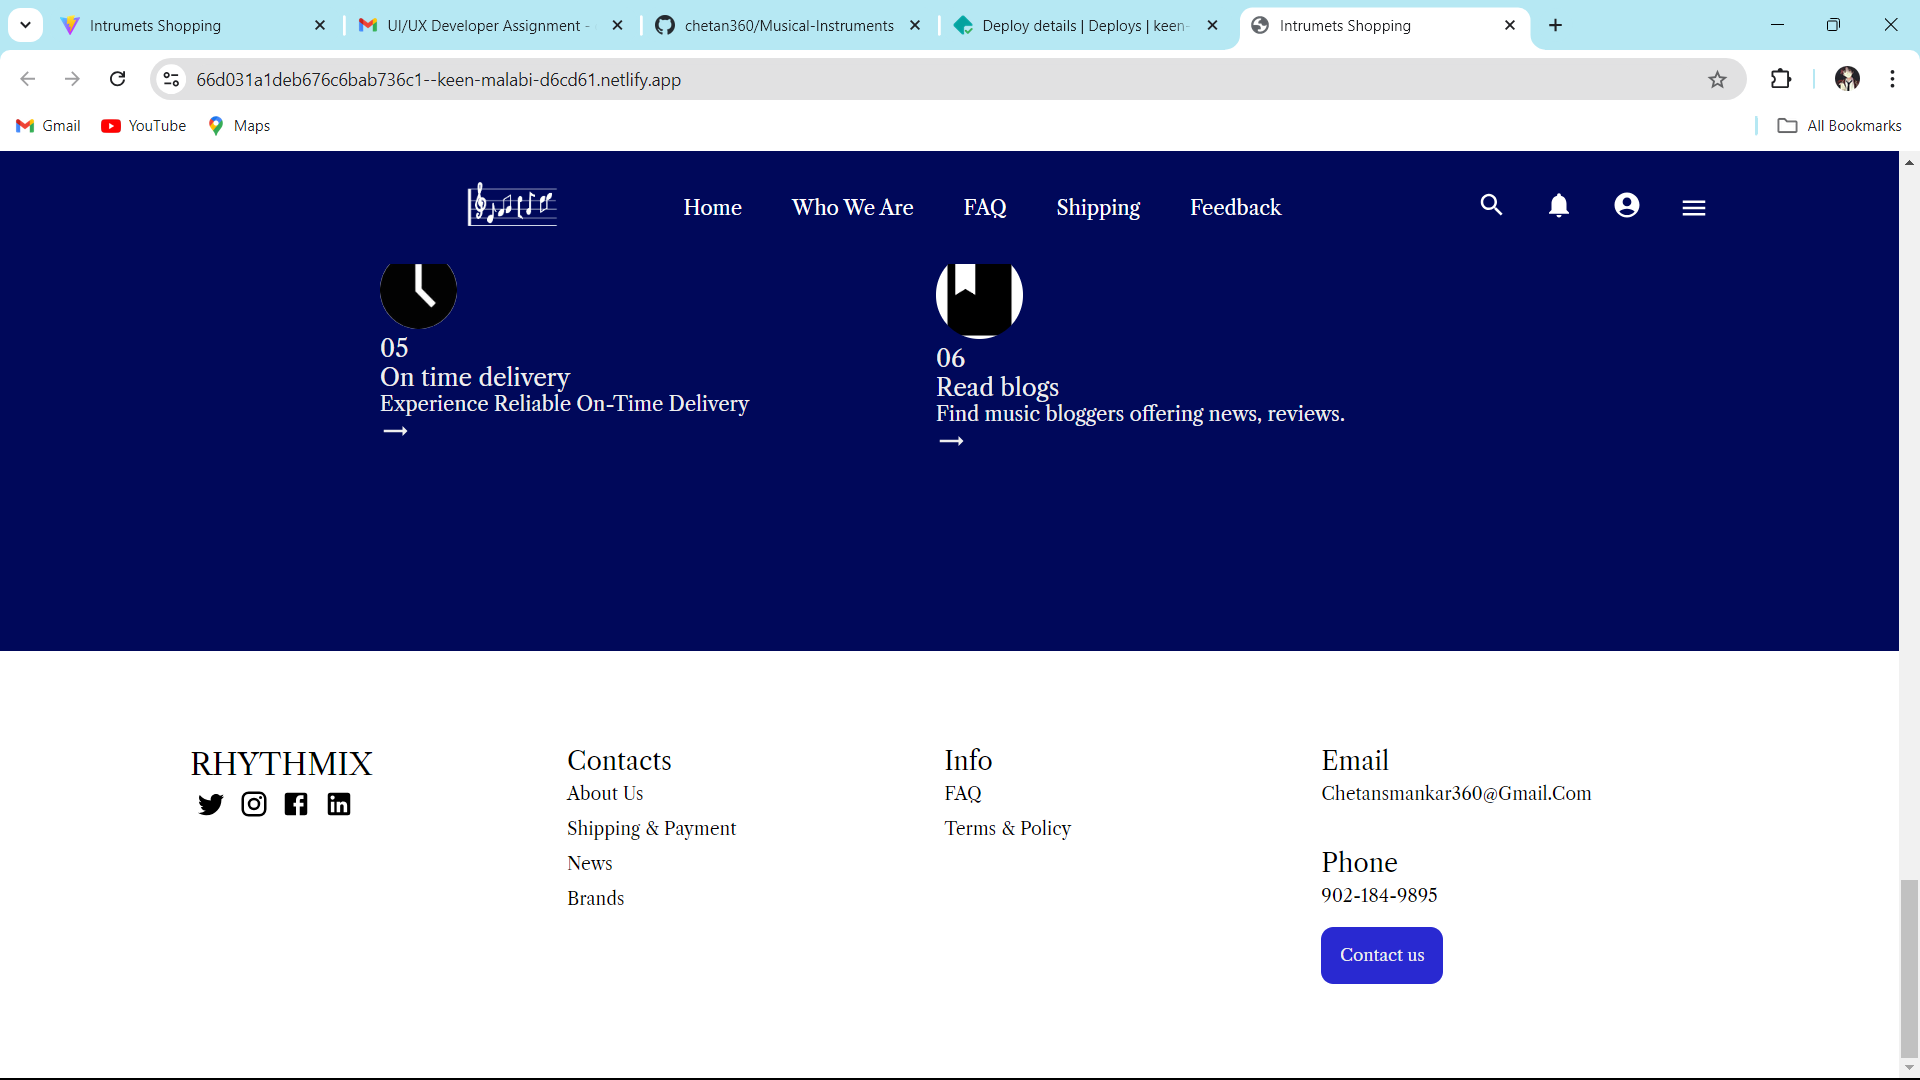 Intrumets Shopping
UI/UX Developer Assignment -
chetan360/Musical-Instruments
Deploy details | Deploys | keen-
Intrumets Shopping
66d031a1deb676c6bab736c1--keen-malabi-d6cd61.netlify.app
Gmail
YouTube
Maps
All Bookmarks
Home
Who We Are
FAQ
Shipping
Feedback
05
On time delivery
Experience Reliable On-Time Delivery
06
Read blogs
Find music bloggers offering news, reviews.
RHYTHMIX
Contacts
About Us
Shipping & Payment
News
Brands
Info
FAQ
Terms & Policy
Email
Chetansmankar360@Gmail.Com
Phone
902-184-9895
Contact us